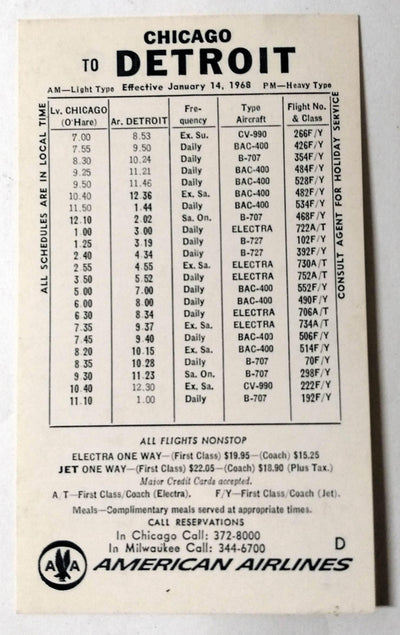 CHICAGO
TO DETROIT
AM—Light Type Effective January 14, 1968 PM—Heavy Type
ALL SCHEDULES ARE IN LOCAL TIME
CONSULT AGENT FOR HOLIDAY SERVICE
Lv. CHICAGO (O'Hare) Ar. DETROIT Fre-quency Type Aircraft Flight No. & Class
7.00 8.53 Ex. Su. CV-990 266F/Y
7.55 9.50 Daily BAC-400 426F/Y
8.30 10.24 Daily B-707 354F/Y
9.25 11.21 Daily BAC-400 484F/Y
9.50 11.46 Daily BAC-400 528F/Y
10.40 12.36 Ex. Sa. BAC-400 482F/Y
11.50 1.44 Daily BAC-400 534F/Y
12.10 2.02 Sa. On. B-707 468F/Y
1.00 3.00 Daily ELECTRA 722A/T
1.25 3.19 Daily B-727 102F/Y
2.40 4.34 Daily B-727 392F/Y
2.55 4.55 Ex. Sa. ELECTRA 730A/T
3.50 5.52 Daily ELECTRA 752A/T
5.00 7.00 Daily BAC-400 552F/Y
6.00 8.00 Daily BAC-400 490F/Y
6.30 8.34 Daily ELECTRA 706A/T
7.35 9.37 Ex. Sa. ELECTRA 734A/T
7.45 9.40 Daily BAC-400 506F/Y
8.20 10.15 Ex. Sa. BAC-400 514F/Y
8.35 10.28 Daily B-707 70F/Y
9.30 11.23 Sa. On. B-707 298F/Y
10.40 12.30 Ex. Sa. CV-990 222F/Y
11.10 1.00 Daily B-707 192F/Y
ALL FLIGHTS NONSTOP
ELECTRA ONE WAY—(First Class) $19.95—(Coach) $15.25
JET ONE WAY—(First Class) $22.05—(Coach) $18.90 (Plus Tax.)
Major Credit Cards accepted.
A/T—First Class/Coach (Electra). F/Y—First Class/Coach (Jet).
Meals—Complimentary meals served at appropriate times.
CALL RESERVATIONS
In Chicago Call: 372-8000
In Milwaukee Call: 344-6700
D
AA AMERICAN AIRLINES